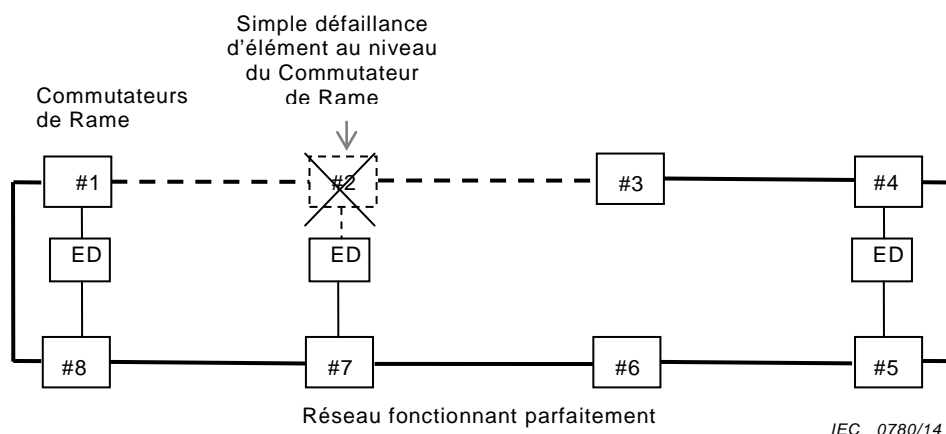 Simple défaillance
d'élément au niveau
du Commutateur
de Rame
Commutateurs
de Rame
#1
#2
#3
#4
ED
ED
ED
#8
#7
#6
#5
Réseau fonctionnant parfaitement
IEC 0780/14